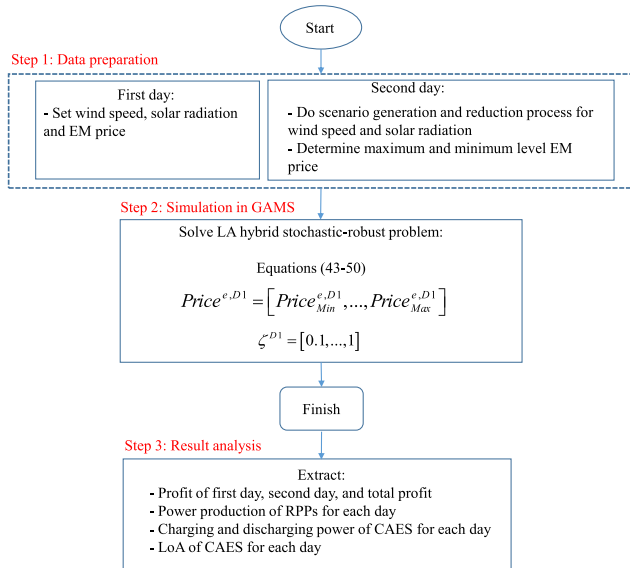 Start
Step 1: Data preparation
First day:
- Set wind speed, solar radiation
and EM price
Second day:
- Do scenario generation and reduction process for
wind speed and solar radiation
- Determine maximum and minimum level EM
price
Step 2: Simulation in GAMS
Solve LA hybrid stochastic-robust problem:
Equations (43-50)
Price^{e,D1} = [Price_{Min}^{e,D1},...,Price_{Max}^{e,D1}]
ζ^{D1} = [0.1,...,1]
Finish
Step 3: Result analysis
Extract:
- Profit of first day, second day, and total profit
- Power production of RPPs for each day
- Charging and discharging power of CAES for each day
- LoA of CAES for each day